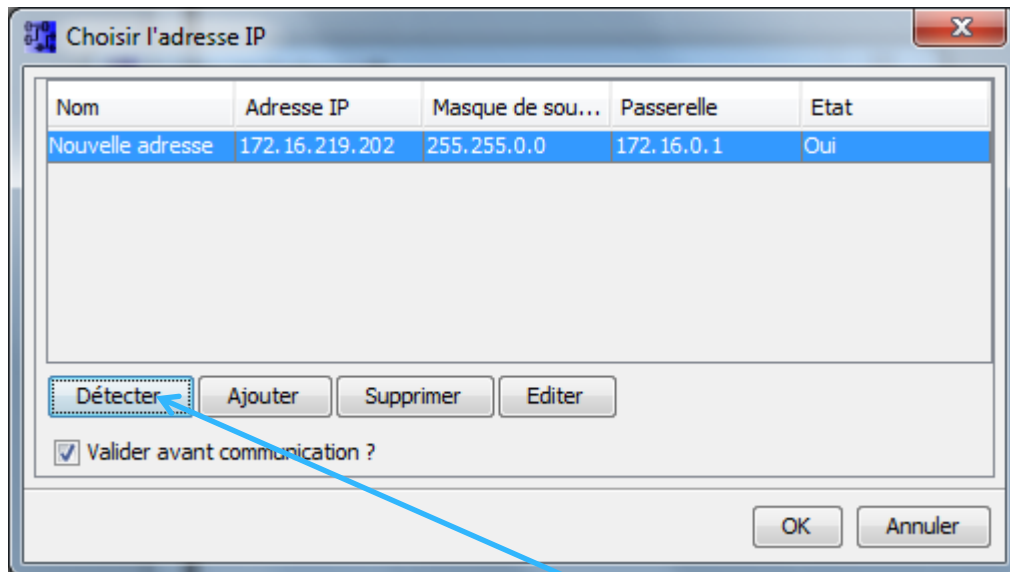 Choisir l'adresse IP
Nom Adresse IP Masque de sou... Passerelle Etat
Nouvelle adresse 172.16.219.202 255.255.0.0 172.16.0.1 Oui
Détecter Ajouter Supprimer Editer
Valider avant communication ?
OK Annuler